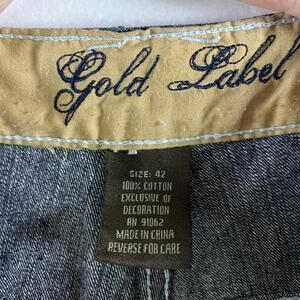 Gold Label
SIZE: 42
100% COTTON
EXCLUSIVE OF
DECORATION
RN 91062
MADE IN CHINA
REVERSE FOR CARE